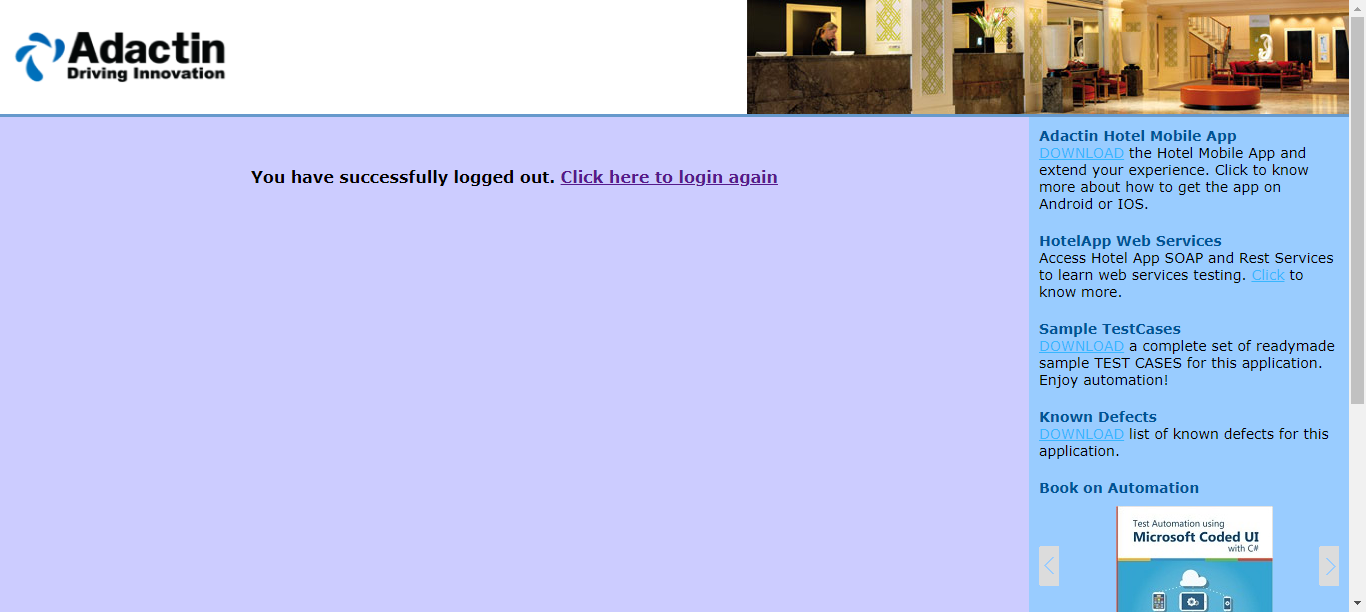 Adactin
Driving Innovation
You have successfully logged out. Click here to login again
Adactin Hotel Mobile App
DOWNLOAD the Hotel Mobile App and
extend your experience. Click to know
more about how to get the app on
Android or IOS.
HotelApp Web Services
Access Hotel App SOAP and Rest Services
to learn web services testing. Click to
know more.
Sample TestCases
DOWNLOAD a complete set of readymade
sample TEST CASES for this application.
Enjoy automation!
Known Defects
DOWNLOAD list of known defects for this
application.
Book on Automation
Test Automation using
Microsoft Coded UI
with C#